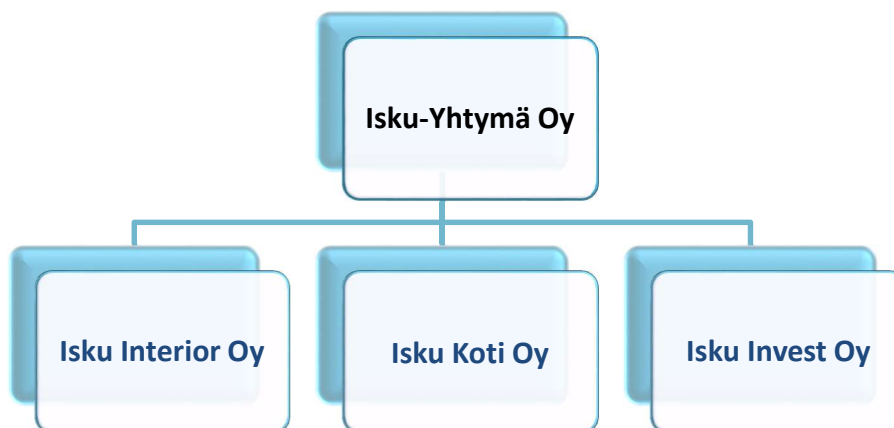 Isku-Yhtymä Oy
Isku Interior Oy
Isku Koti Oy
Isku Invest Oy